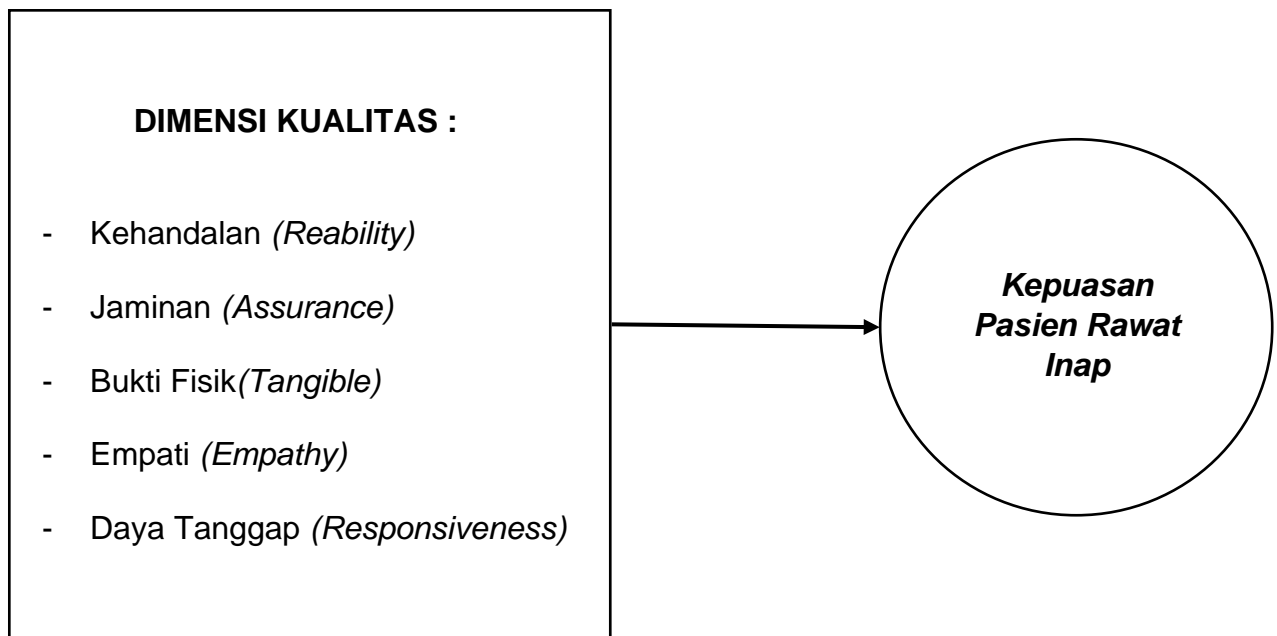 DIMENSI KUALITAS :
- Kehandalan (Reability)
- Jaminan (Assurance)
- Bukti Fisik(Tangible)
- Empati (Empathy)
- Daya Tanggap (Responsiveness)
Kepuasan
Pasien Rawat
Inap